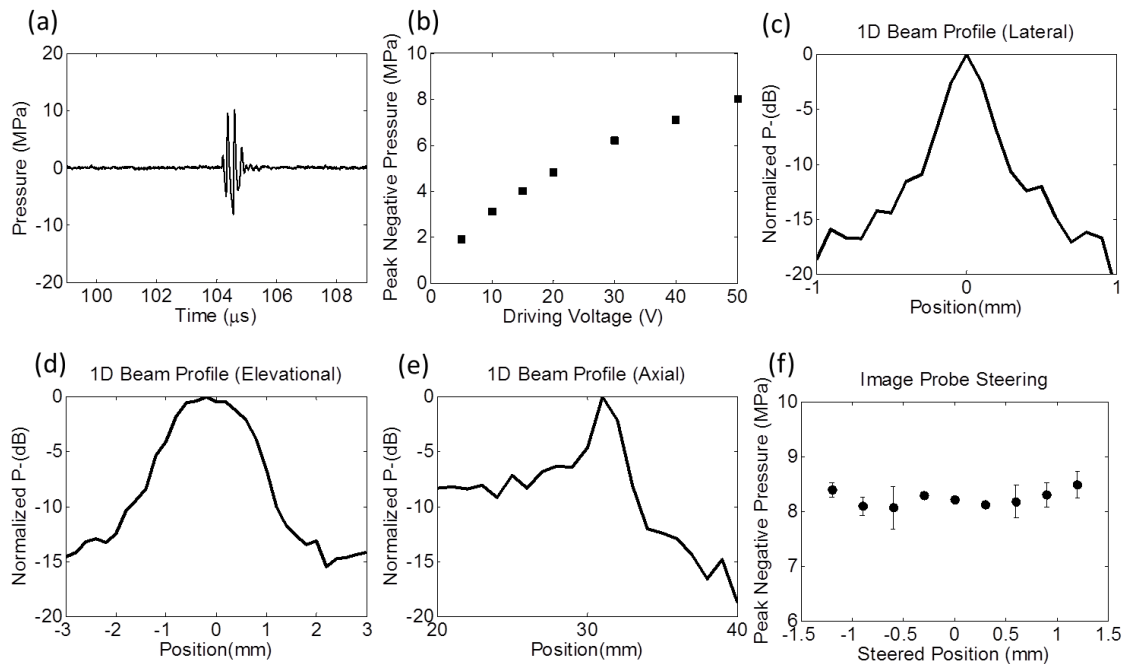 (a)
20
10
0
-10
-20
Pressure (MPa)
100 102 104 106 108
Time (μs)
(b)
10
8
6
4
2
0
Peak Negative Pressure (MPa)
0 10 20 30 40 50
Driving Voltage (V)
(c)
1D Beam Profile (Lateral)
0
-5
-10
-15
-20
Normalized P-(dB)
-1 0 1
Position(mm)
(d)
1D Beam Profile (Elevational)
0
-5
-10
-15
-20
Normalized P-(dB)
-3 -2 -1 0 1 2 3
Position(mm)
(e)
1D Beam Profile (Axial)
0
-5
-10
-15
-20
Normalized P-(dB)
20 30 40
Position(mm)
(f)
Image Probe Steering
10
9
8
7
6
Peak Negative Pressure (MPa)
-1.5 -1 -0.5 0 0.5 1 1.5
Steered Position (mm)